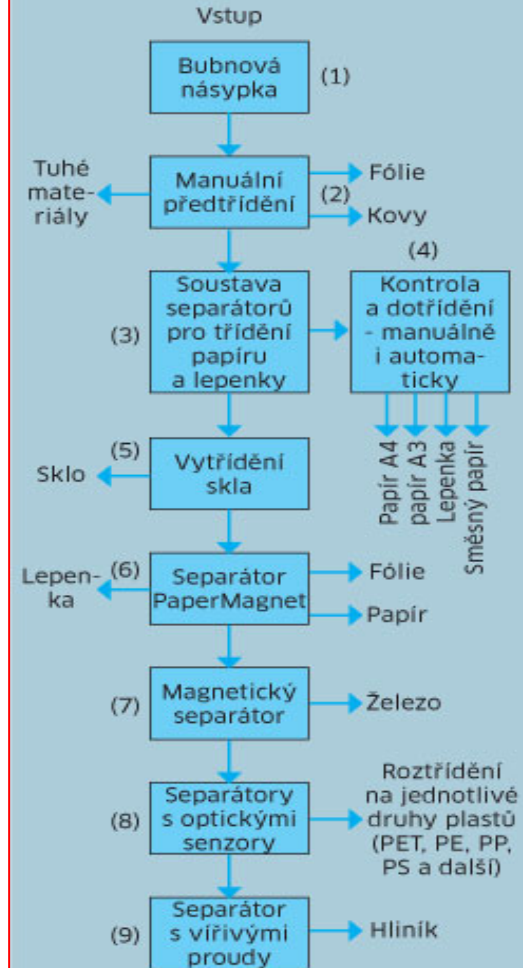 Vstup
Bubnová
násypka
(1)
Tuhé
mate-
riály
Manuální
předtřídění
(2)
Fólie
Kovy
(3)
Soustava
separátorů
pro třídění
papíru
a lepenky
(4)
Kontrola
a dotřídění
- manuálně
i automa-
ticky
Papír A4
papír A3
Lepenka
Směsný papír
Sklo
(5)
Vytřídění
skla
Lepen-
ka
(6)
Separátor
PaperMagnet
Fólie
Papír
(7)
Magnetický
separátor
Železo
(8)
Separátory
s optickými
senzory
Roztřídění
na jednotlivé
druhy plastů
(PET, PE, PP,
PS a další)
(9)
Separátor
s vířivými
proudy
Hliník